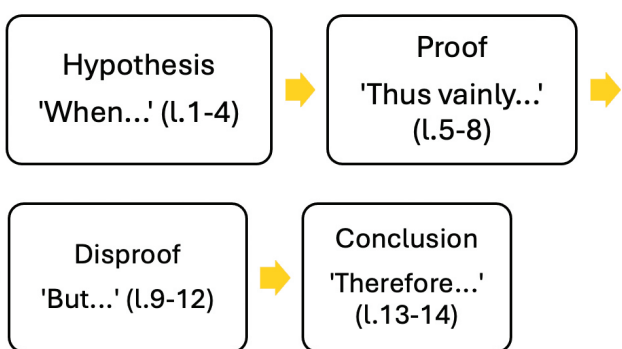 Hypothesis
'When...' (l.1-4)
Proof
'Thus vainly...'
(l.5-8)
Disproof
'But...' (l.9-12)
Conclusion
'Therefore...'
(l.13-14)